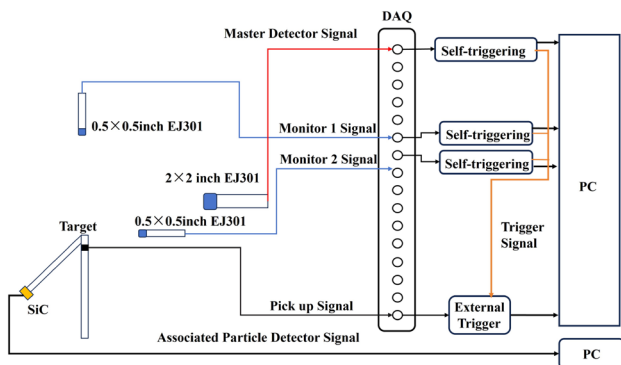 DAQ
Master Detector Signal
Self-triggering
0.5×0.5inch EJ301
Monitor 1 Signal
Self-triggering
Monitor 2 Signal
Self-triggering
2×2 inch EJ301
PC
0.5×0.5inch EJ301
Target
Trigger
Signal
SiC
Pick up Signal
External
Trigger
Associated Particle Detector Signal
PC